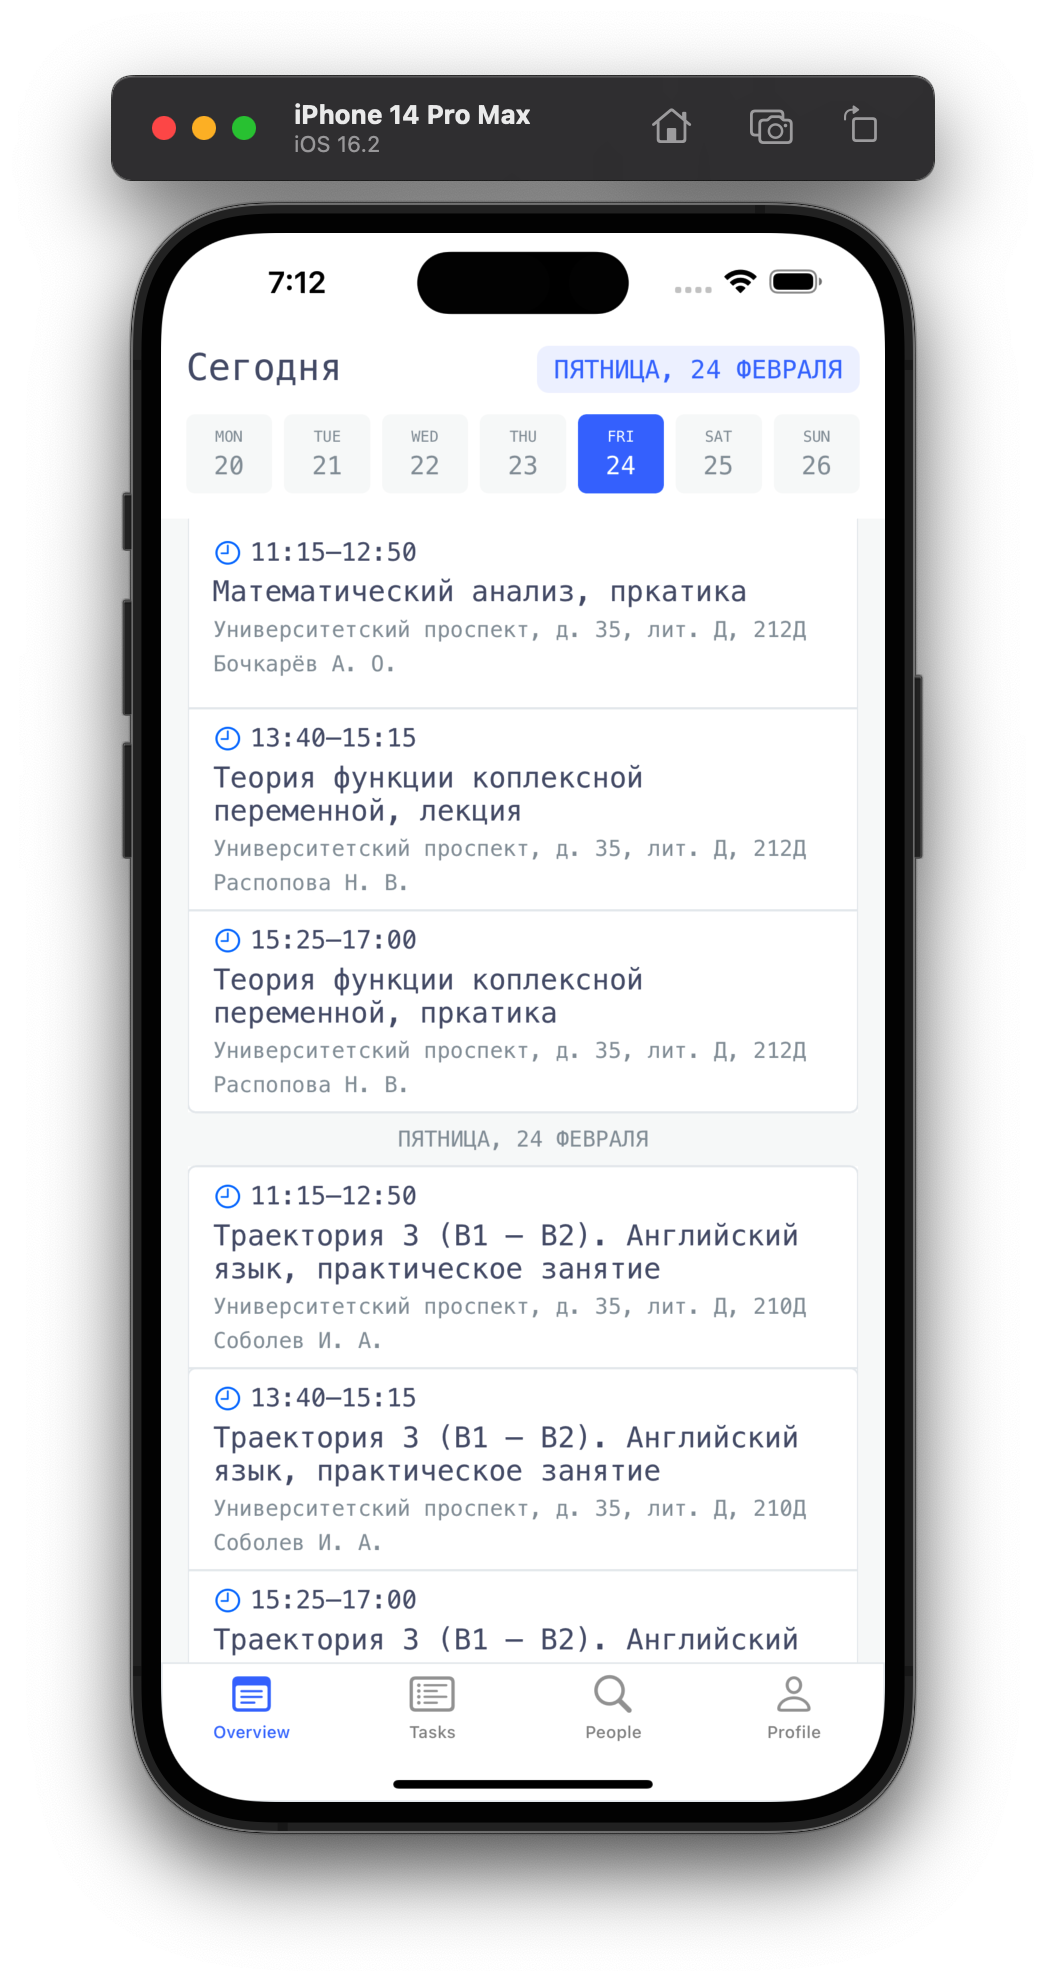 iPhone 14 Pro Max
iOS 16.2
7:12
Сегодня
ПЯТНИЦА, 24 ФЕВРАЛЯ
MON TUE WED THU FRI SAT SUN
20 21 22 23 24 25 26
11:15–12:50
Математический анализ, пркатика
Университетский проспект, д. 35, лит. Д, 212Д
Бочкарёв А. О.
13:40–15:15
Теория функции коплексной
переменной, лекция
Университетский проспект, д. 35, лит. Д, 212Д
Распопова Н. В.
15:25–17:00
Теория функции коплексной
переменной, пркатика
Университетский проспект, д. 35, лит. Д, 212Д
Распопова Н. В.
ПЯТНИЦА, 24 ФЕВРАЛЯ
11:15–12:50
Траектория 3 (В1 – В2). Английский
язык, практическое занятие
Университетский проспект, д. 35, лит. Д, 210Д
Соболев И. А.
13:40–15:15
Траектория 3 (В1 – В2). Английский
язык, практическое занятие
Университетский проспект, д. 35, лит. Д, 210Д
Соболев И. А.
15:25–17:00
Траектория 3 (В1 – В2). Английский
Overview Tasks People Profile